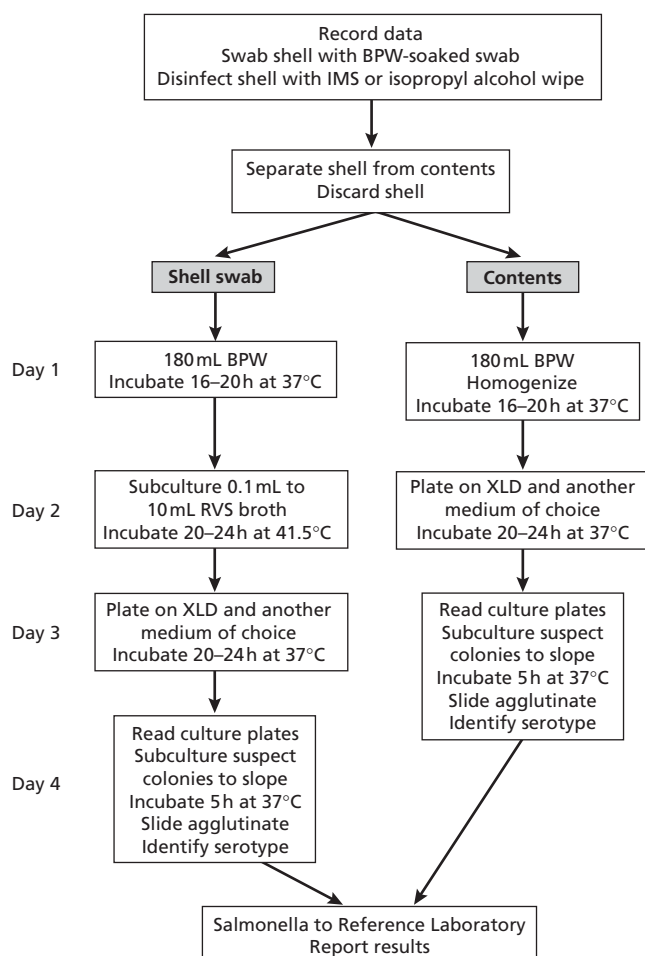 Record data
Swab shell with BPW-soaked swab
Disinfect shell with IMS or isopropyl alcohol wipe
Separate shell from contents
Discard shell
Shell swab
Contents
Day 1
180 mL BPW
Incubate 16–20 h at 37°C
180 mL BPW
Homogenize
Incubate 16–20 h at 37°C
Day 2
Subculture 0.1 mL to
10 mL RVS broth
Incubate 20–24 h at 41.5°C
Plate on XLD and another
medium of choice
Incubate 20–24 h at 37°C
Day 3
Plate on XLD and another
medium of choice
Incubate 20–24 h at 37°C
Read culture plates
Subculture suspect
colonies to slope
Incubate 5 h at 37°C
Slide agglutinate
Identify serotype
Day 4
Read culture plates
Subculture suspect
colonies to slope
Incubate 5 h at 37°C
Slide agglutinate
Identify serotype
Salmonella to Reference Laboratory
Report results